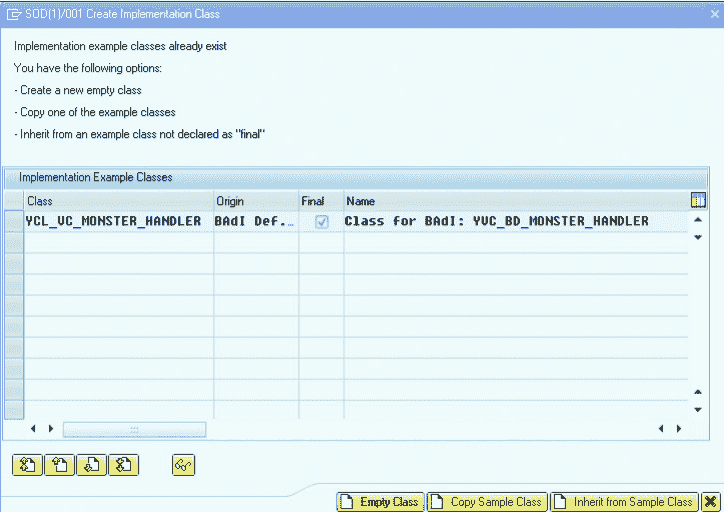 SOD(1)/001 Create Implementation Class
Implementation example classes already exist
You have the following options:
- Create a new empty class
- Copy one of the example classes
- Inherit from an example class not declared as "final"
Implementation Example Classes
Class Origin Final Name
YCL_VC_MONSTER_HANDLER BAdI Def... Class for BAdI: YVC_BD_MONSTER_HANDLER
Empty Class Copy Sample Class Inherit from Sample Class